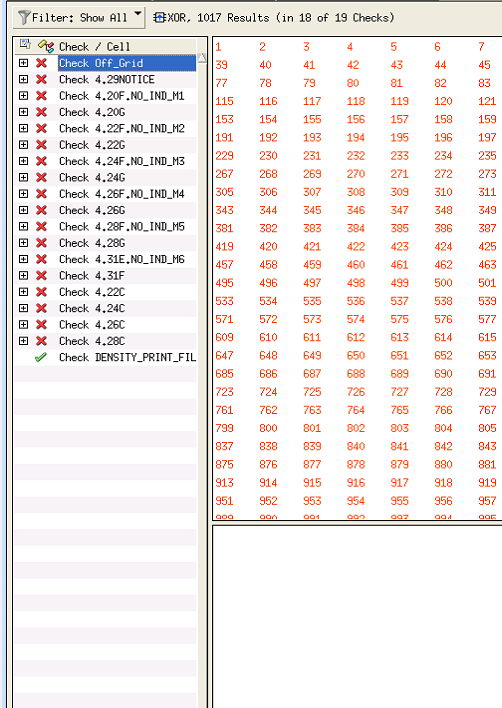 Filter: Show All XOR, 1017 Results (in 18 of 19 Checks)
Check / Cell
Check Off_Grid
Check 4.29NOTICE
Check 4.20F.NO_IND_M1
Check 4.20G
Check 4.22F.NO_IND_M2
Check 4.22G
Check 4.24F.NO_IND_M3
Check 4.24G
Check 4.26F.NO_IND_M4
Check 4.26G
Check 4.28F.NO_IND_M5
Check 4.28G
Check 4.31E.NO_IND_M6
Check 4.31F
Check 4.22C
Check 4.24C
Check 4.26C
Check 4.28C
Check DENSITY_PRINT_FIL
1 2 3 4 5 6 7
39 40 41 42 43 44 45
77 78 79 80 81 82 83
115 116 117 118 119 120 121
153 154 155 156 157 158 159
191 192 193 194 195 196 197
229 230 231 232 233 234 235
267 268 269 270 271 272 273
305 306 307 308 309 310 311
343 344 345 346 347 348 349
381 382 383 384 385 386 387
419 420 421 422 423 424 425
457 458 459 460 461 462 463
495 496 497 498 499 500 501
533 534 535 536 537 538 539
571 572 573 574 575 576 577
609 610 611 612 613 614 615
647 648 649 650 651 652 653
685 686 687 688 689 690 691
723 724 725 726 727 728 729
761 762 763 764 765 766 767
799 800 801 802 803 804 805
837 838 839 840 841 842 843
875 876 877 878 879 880 881
913 914 915 916 917 918 919
951 952 953 954 955 956 957
989 990 991 992 993 994 995